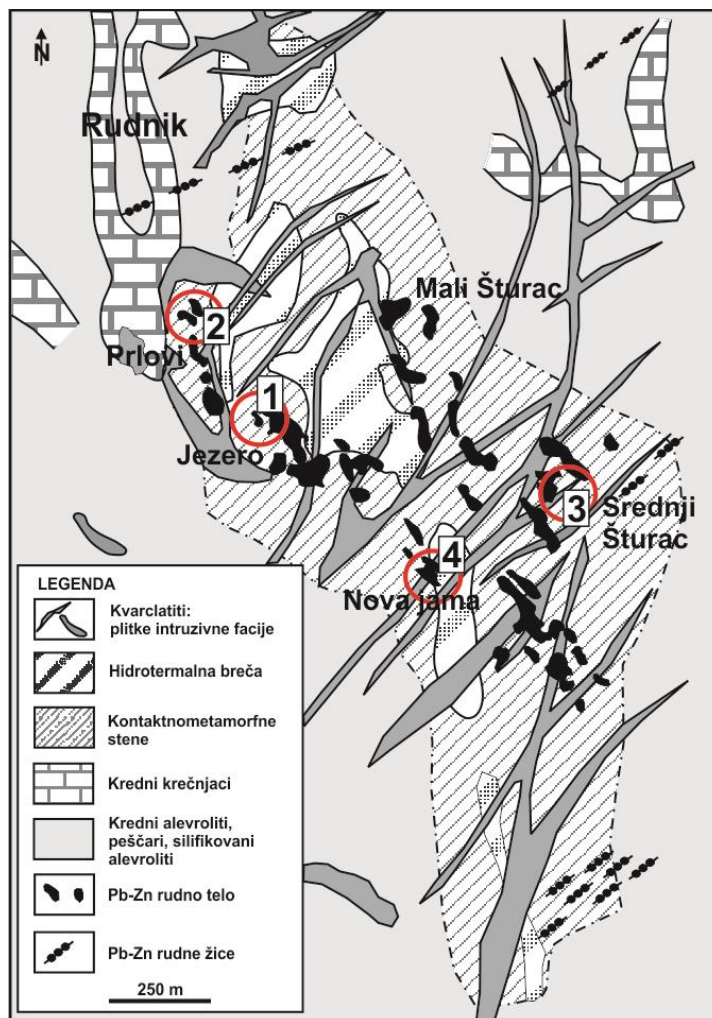 N
Rudnik
Mali Šturac
2
Prlovi
1
Jezero
3
Srednji
Šturac
4
Nova jama
LEGENDA
Kvarclatiti:
plitke intruzivne facije
Hidrotermalna breča
Kontaktnometamorfne
stene
Kredni krečnjaci
Kredni alevroliti,
peščari, silifikovani
alevroliti
Pb-Zn rudno telo
Pb-Zn rudne žice
250 m